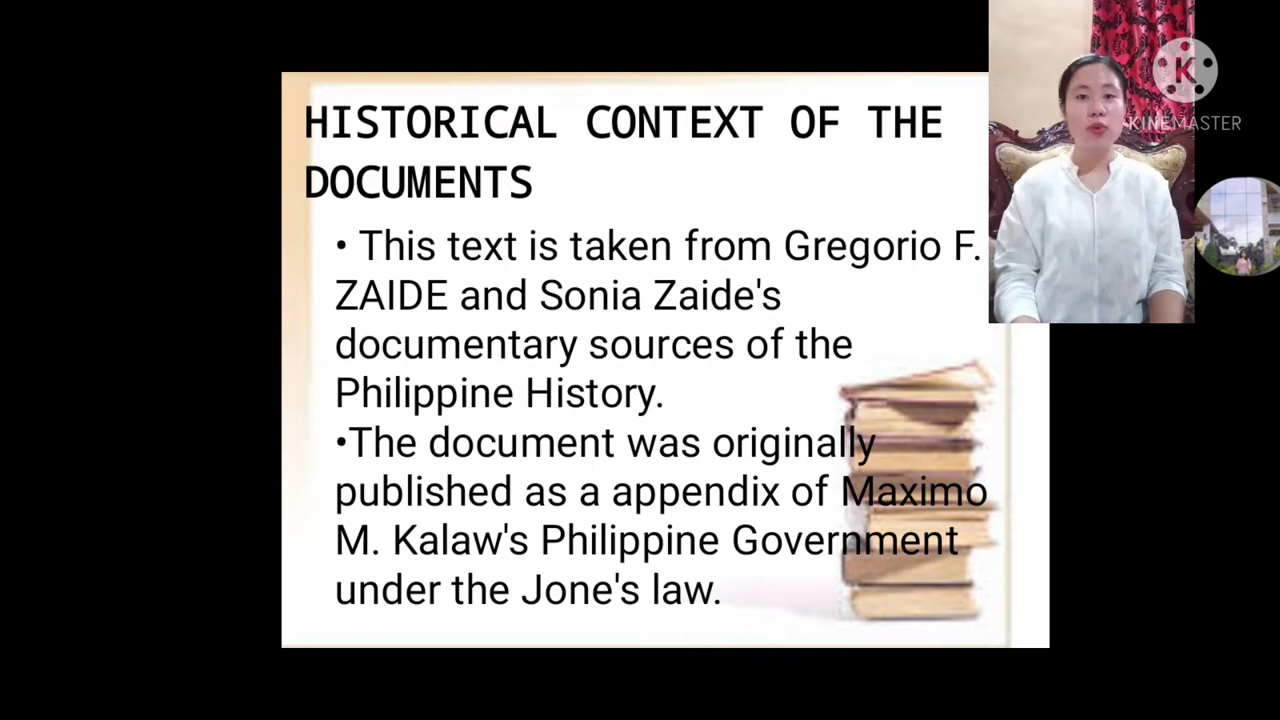 HISTORICAL CONTEXT OF THE
DOCUMENTS
• This text is taken from Gregorio F.
ZAIDE and Sonia Zaide's
documentary sources of the
Philippine History.
•The document was originally
published as a appendix of Maximo
M. Kalaw's Philippine Government
under the Jone's law.
K
KINEMASTER